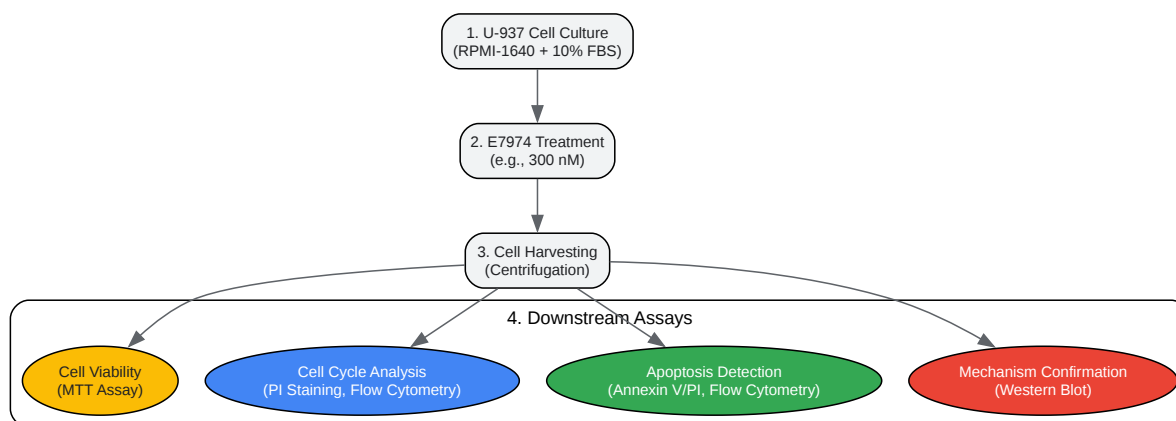 1. U-937 Cell Culture
(RPMI-1640 + 10% FBS)
2. E7974 Treatment
(e.g., 300 nM)
3. Cell Harvesting
(Centrifugation)
4. Downstream Assays
Cell Viability
(MTT Assay)
Cell Cycle Analysis
(PI Staining, Flow Cytometry)
Apoptosis Detection
(Annexin V/PI, Flow Cytometry)
Mechanism Confirmation
(Western Blot)